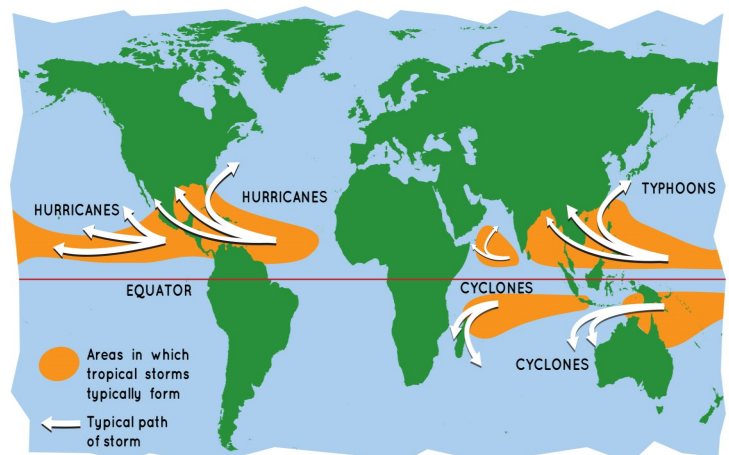 HURRICANES
HURRICANES
TYPHOONS
EQUATOR
CYCLONES
CYCLONES
Areas in which
tropical storms
typically form
Typical path
of storm